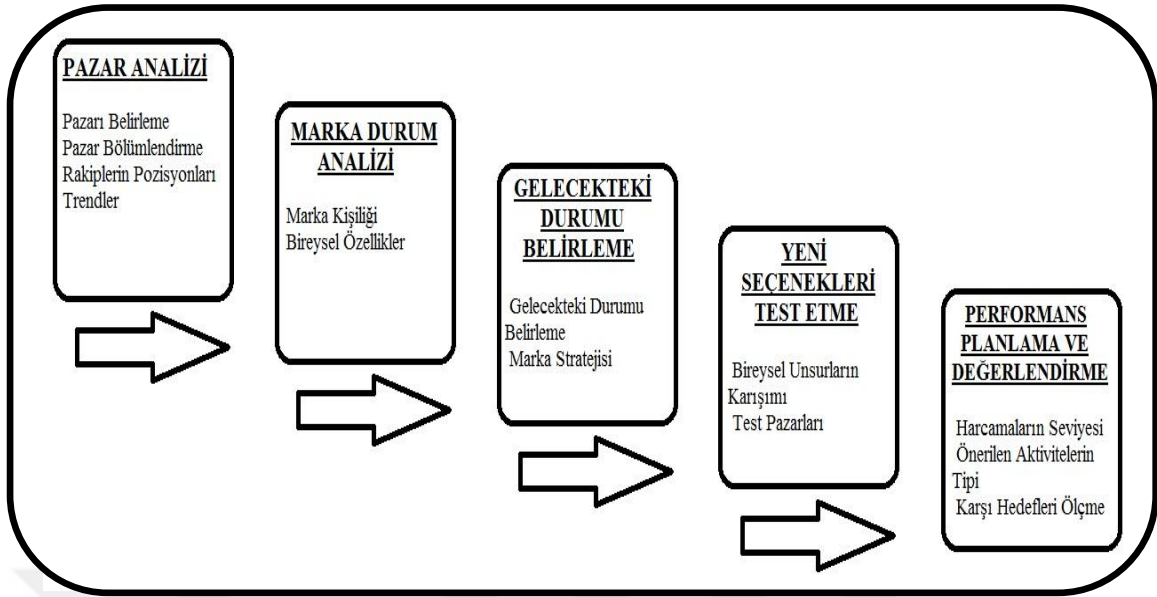 PAZAR ANALİZİ
Pazarı Belirleme
Pazar Bölümlendirme
Rakiplerin Pozisyonları
Trendler
MARKA DURUM
ANALİZİ
Marka Kişiliği
Bireysel Özellikler
GELECEKTEKİ
DURUMU
BELİRLEME
Gelecekteki Durumu
Belirleme
Marka Stratejisi
YENİ
SEÇENEKLERİ
TEST ETME
Bireysel Unsurların
Karışımı
Test Pazarları
PERFORMANS
PLANLAMA VE
DEĞERLENDİRME
Harcamaların Seviyesi
Önerilen Aktivitelerin
Tipi
Karşı Hedefleri Ölçme